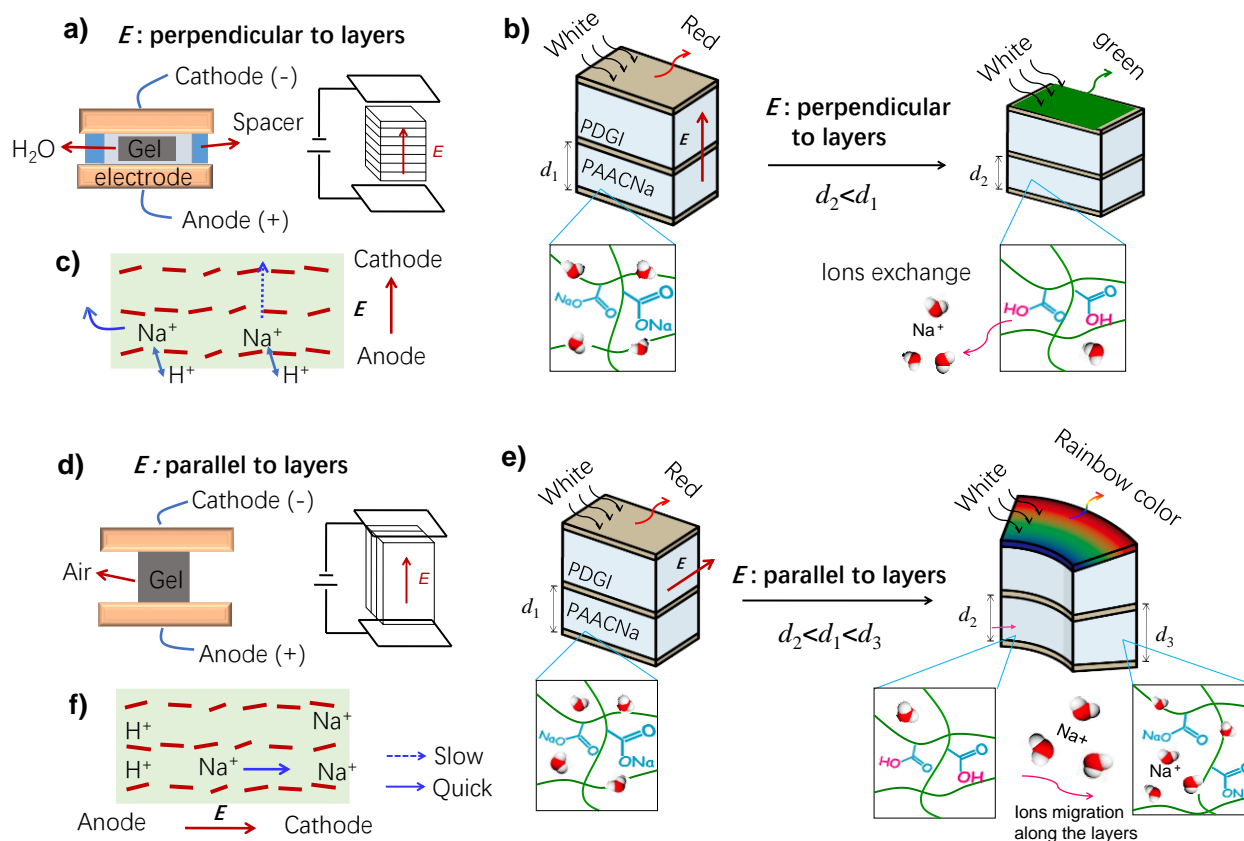 a)
E : perpendicular to layers
Cathode (-)
Spacer
H2O
Gel
electrode
Anode (+)
E
b)
White
Red
PDGI
PAACNa
E
d1
E : perpendicular
to layers
d2<d1
White
green
d2
NaO
O
O
ONa
Ions exchange
Na+
HO
O
O
OH
c)
Cathode
E
Anode
Na+
Na+
H+
H+
d)
E : parallel to layers
Cathode (-)
Air
Gel
Anode (+)
E
e)
White
Red
PDGI
PAACNa
E
d1
E : parallel to layers
d2<d1<d3
White
Rainbow color
d2
d3
NaO
O
O
ONa
HO
O
O
OH
Na+
Ions migration
along the layers
NaO
O
Na+
O
ONa
f)
H+
H+
Na+
Na+
Na+
Slow
Quick
Anode
E
Cathode